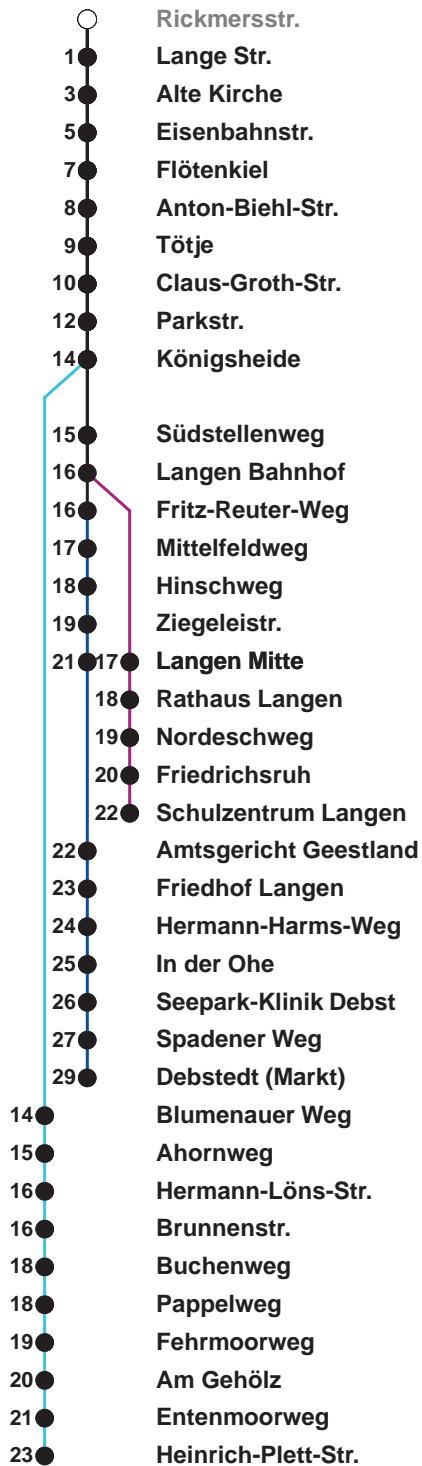 Rickmersstr.
1 Lange Str.
3 Alte Kirche
5 Eisenbahnstr.
7 Flötenkiel
8 Anton-Biehl-Str.
9 Tötje
10 Claus-Groth-Str.
12 Parkstr.
14 Königsheide
15 Südstellenweg
16 Langen Bahnhof
16 Fritz-Reuter-Weg
17 Mittelfeldweg
18 Hinschweg
19 Ziegeleistr.
21 17 Langen Mitte
18 Rathaus Langen
19 Nordeschweg
20 Friedrichsruh
22 Schulzentrum Langen
22 Amtsgericht Geestland
23 Friedhof Langen
24 Hermann-Harms-Weg
25 In der Ohe
26 Seepark-Klinik Debst
27 Spadener Weg
29 Debstedt (Markt)
14 Blumenauer Weg
15 Ahornweg
16 Hermann-Löns-Str.
16 Brunnenstr.
18 Buchenweg
18 Pappelweg
19 Fehrmoorweg
20 Am Gehölz
21 Entenmoorweg
23 Heinrich-Plett-Str.